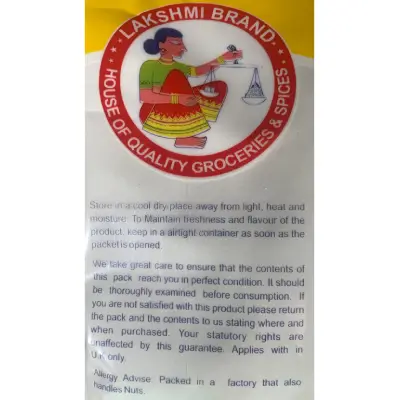 LAKSHMI BRAND
HOUSE OF QUALITY GROCERIES & SPICES
Store in a cool dry place away from light, heat and
moisture. To Maintain freshness and flavour of the
product, keep in a airtight container as soon as the
packet is opened.
We take great care to ensure that the contents of
this pack reach you in perfect condition. It should
be thoroughly examined before consumption. If
you are not satisfied with this product please return
the pack and the contents to us stating where and
when purchased. Your statutory rights are
unaffected by this guarantee. Applies with in
U.K only.
Allergy Advise: Packed in a factory that also
handles Nuts.